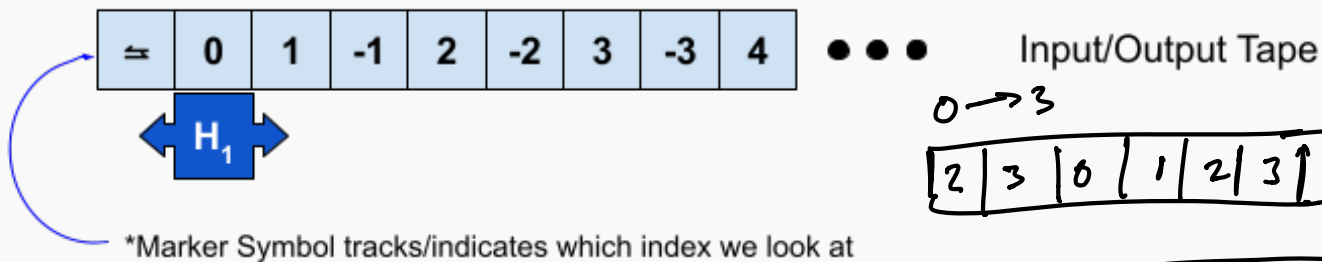 ⥪ 0 1 -1 2 -2 3 -3 4 ●●● Input/Output Tape
0 → 3
H1
2 3 0 1 2 3
*Marker Symbol tracks/indicates which index we look at